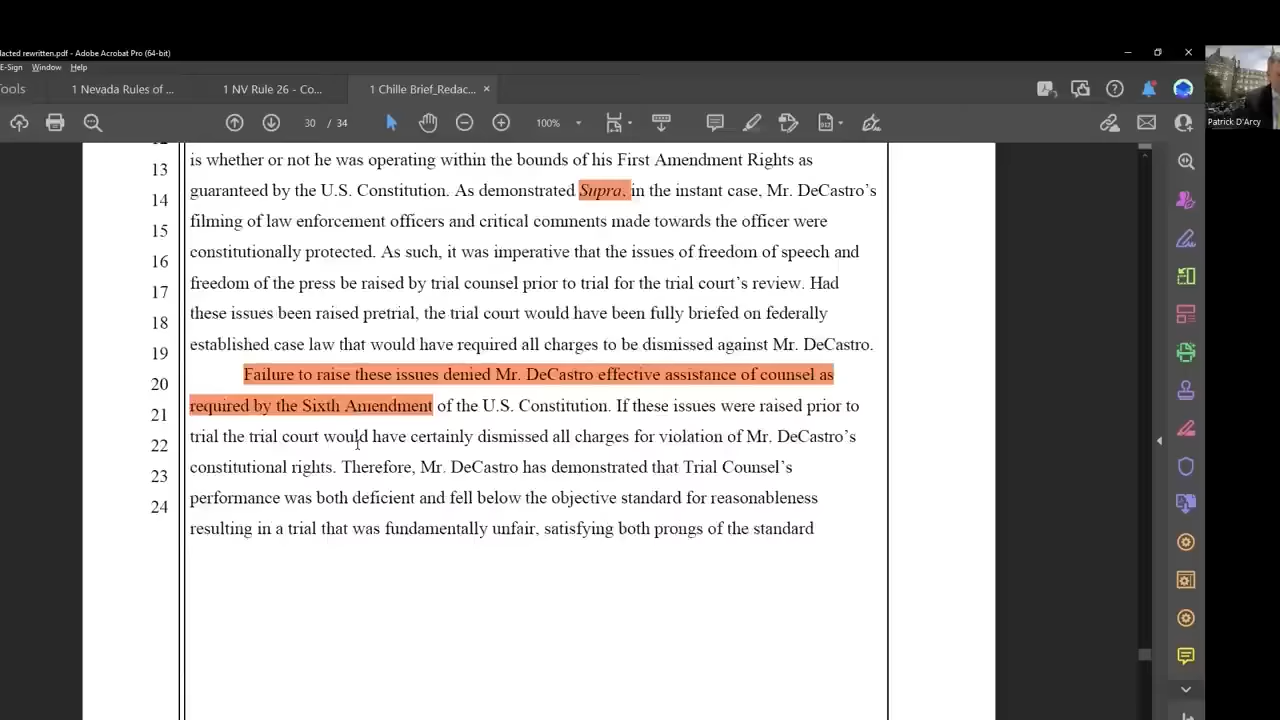 lacted rewritten.pdf - Adobe Acrobat Pro (64-bit)
E-Sign Window Help
Tools 1 Nevada Rules of ... 1 NV Rule 26 - Co... 1 Chille Brief_Redac... ×
30 / 34 100%
Patrick D'Arcy
13 is whether or not he was operating within the bounds of his First Amendment Rights as
14 guaranteed by the U.S. Constitution. As demonstrated Supra, in the instant case, Mr. DeCastro's
15 filming of law enforcement officers and critical comments made towards the officer were
16 constitutionally protected. As such, it was imperative that the issues of freedom of speech and
17 freedom of the press be raised by trial counsel prior to trial for the trial court's review. Had
18 these issues been raised pretrial, the trial court would have been fully briefed on federally
19 established case law that would have required all charges to be dismissed against Mr. DeCastro.
20 Failure to raise these issues denied Mr. DeCastro effective assistance of counsel as
21 required by the Sixth Amendment of the U.S. Constitution. If these issues were raised prior to
22 trial the trial court would have certainly dismissed all charges for violation of Mr. DeCastro's
23 constitutional rights. Therefore, Mr. DeCastro has demonstrated that Trial Counsel's
24 performance was both deficient and fell below the objective standard for reasonableness
resulting in a trial that was fundamentally unfair, satisfying both prongs of the standard